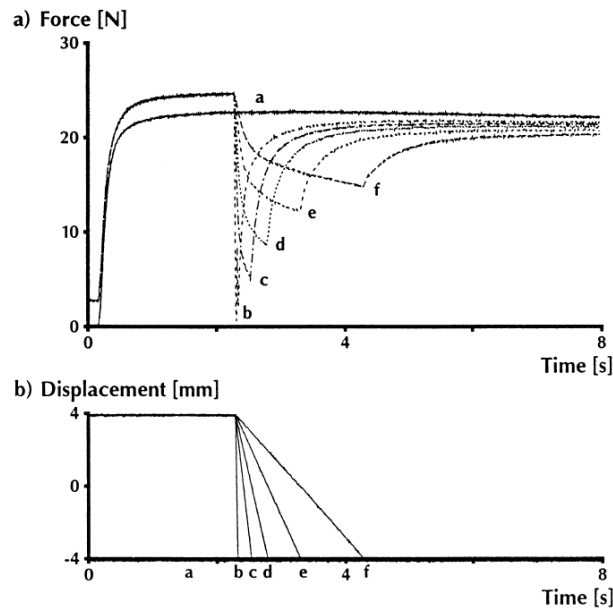 a) Force [N]
30
20
10
0
a
b
c
d
e
f
0 4 8
Time [s]
b) Displacement [mm]
4
0
-4
0 a b c d e 4 f 8
Time [s]